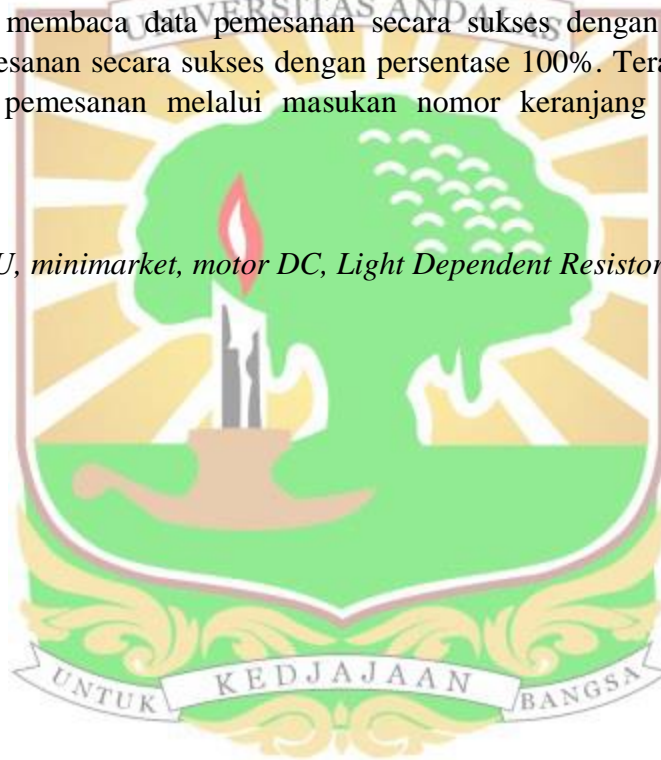 membaca data pemesanan secara sukses dengan
UNIVERSITAS ANDALAS
esanan secara sukses dengan persentase 100%. Tera
pemesanan melalui masukan nomor keranjang
U, minimarket, motor DC, Light Dependent Resistor
UNTUK KEDJAJAAN BANGSA